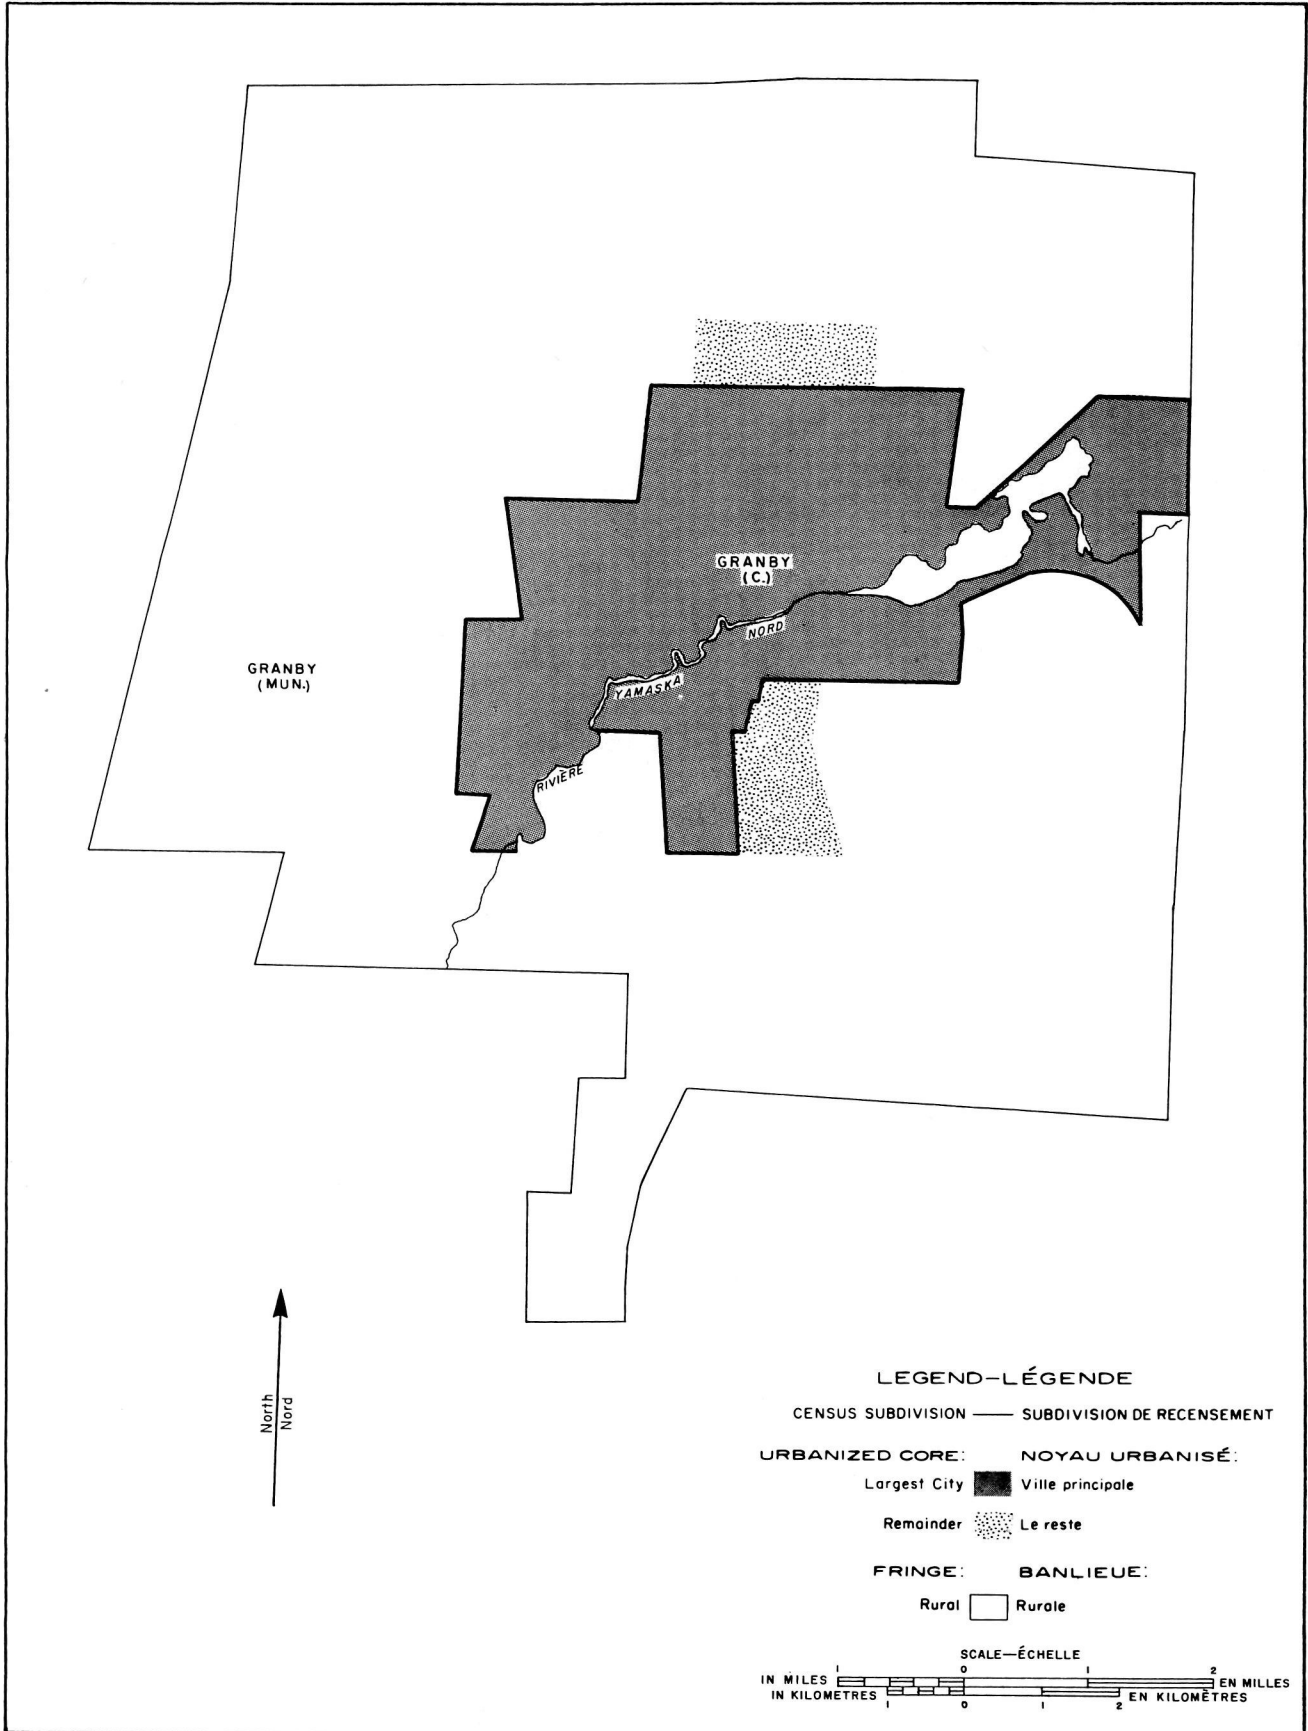 GRANBY
(C.)
NORD
GRANBY
(MUN.)
YAMASKA
RIVIÈRE
North
Nord
LEGEND–LÉGENDE
CENSUS SUBDIVISION SUBDIVISION DE RECENSEMENT
URBANIZED CORE: NOYAU URBANISÉ:
Largest City Ville principale
Remainder Le reste
FRINGE: BANLIEUE:
Rural Rurale
SCALE—ÉCHELLE
1 0 1 2
IN MILES EN MILLES
IN KILOMETRES EN KILOMÈTRES
1 0 1 2